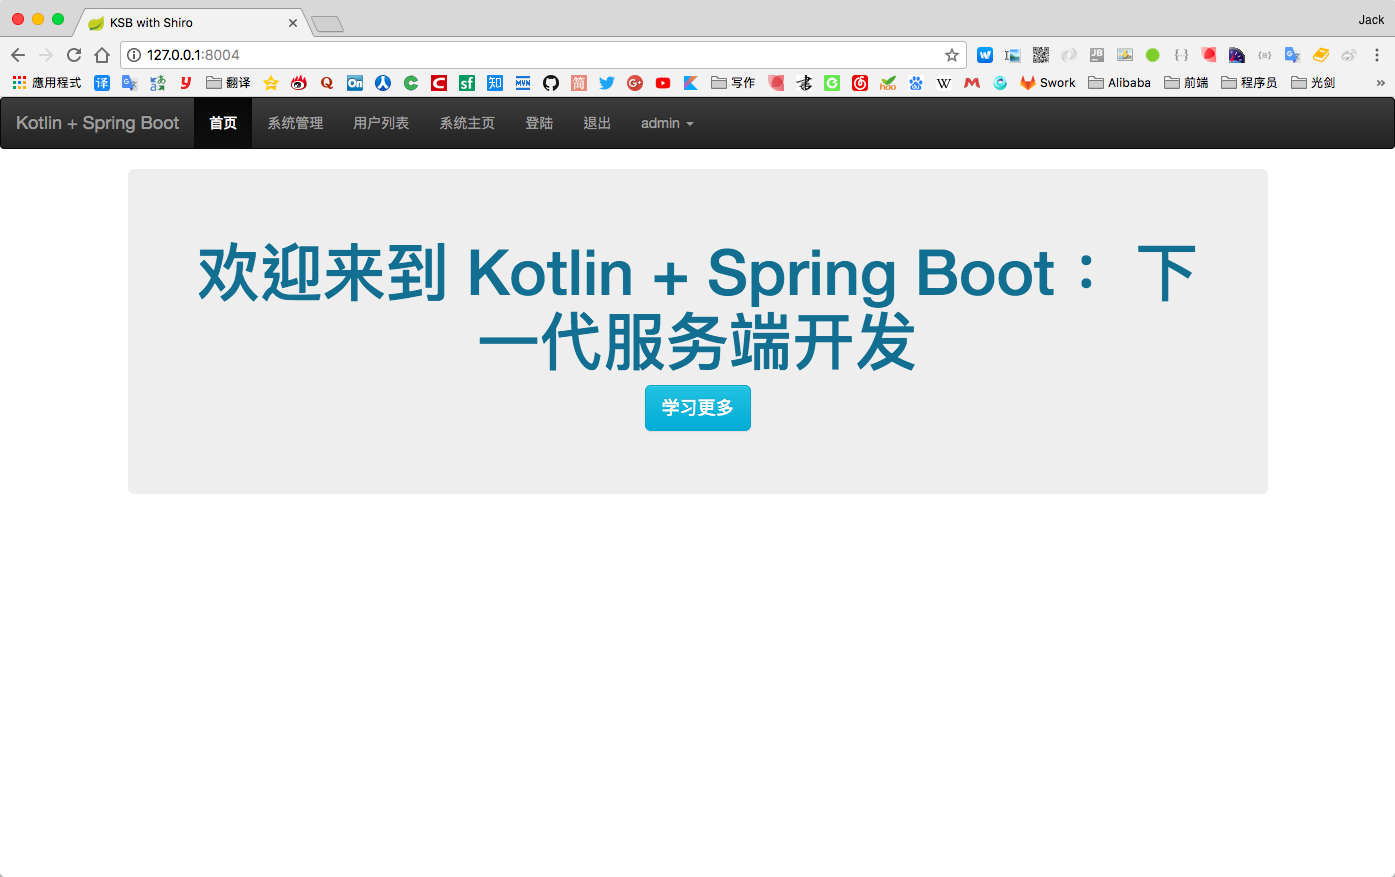 KSB with Shiro
Jack
127.0.0.1:8004
應用程式
翻译
写作
Swork
Alibaba
前端
程序员
光剑
Kotlin + Spring Boot
首页
系统管理
用户列表
系统主页
登陆
退出
admin
欢迎来到 Kotlin + Spring Boot ： 下
一代服务端开发
学习更多